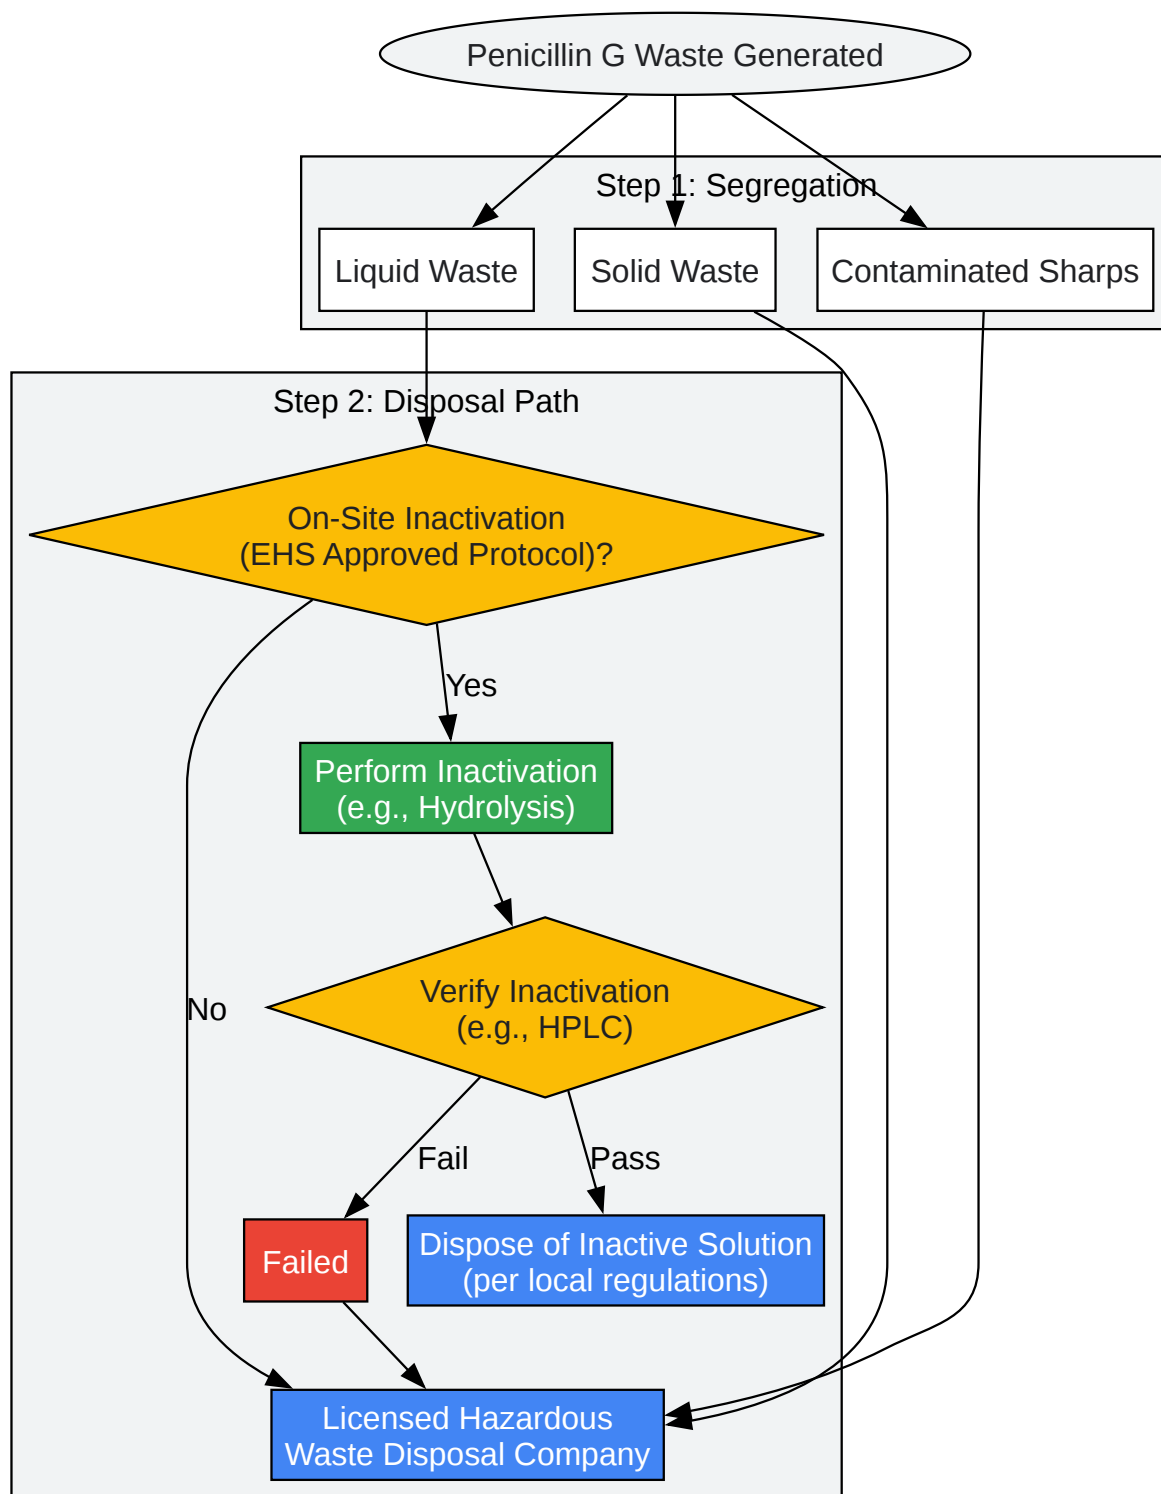 Penicillin G Waste Generated
Step 1: Segregation
Liquid Waste
Solid Waste
Contaminated Sharps
Step 2: Disposal Path
On-Site Inactivation
(EHS Approved Protocol)?
Yes
Perform Inactivation
(e.g., Hydrolysis)
No
Verify Inactivation
(e.g., HPLC)
Fail
Pass
Failed
Dispose of Inactive Solution
(per local regulations)
Licensed Hazardous
Waste Disposal Company